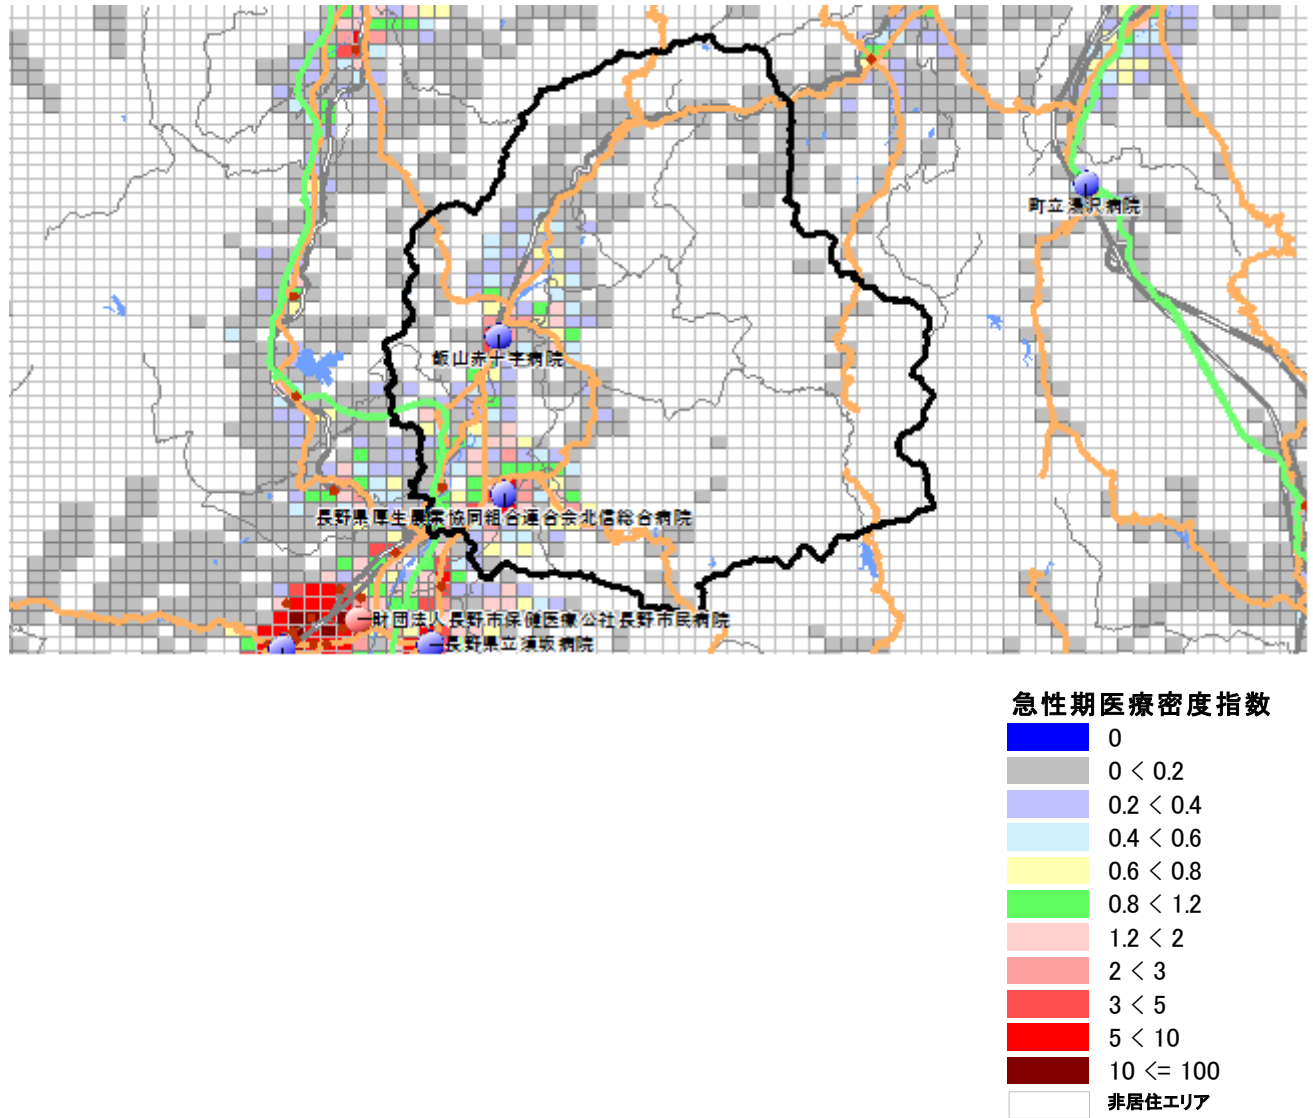 町立湯沢病院
飯山赤十字病院
長野県厚生農業協同組合連合会北信総合病院
財団法人長野市保健医療公社長野市民病院
長野県立須坂病院
急性期医療密度指数
0
0 < 0.2
0.2 < 0.4
0.4 < 0.6
0.6 < 0.8
0.8 < 1.2
1.2 < 2
2 < 3
3 < 5
5 < 10
10 <= 100
非居住エリア